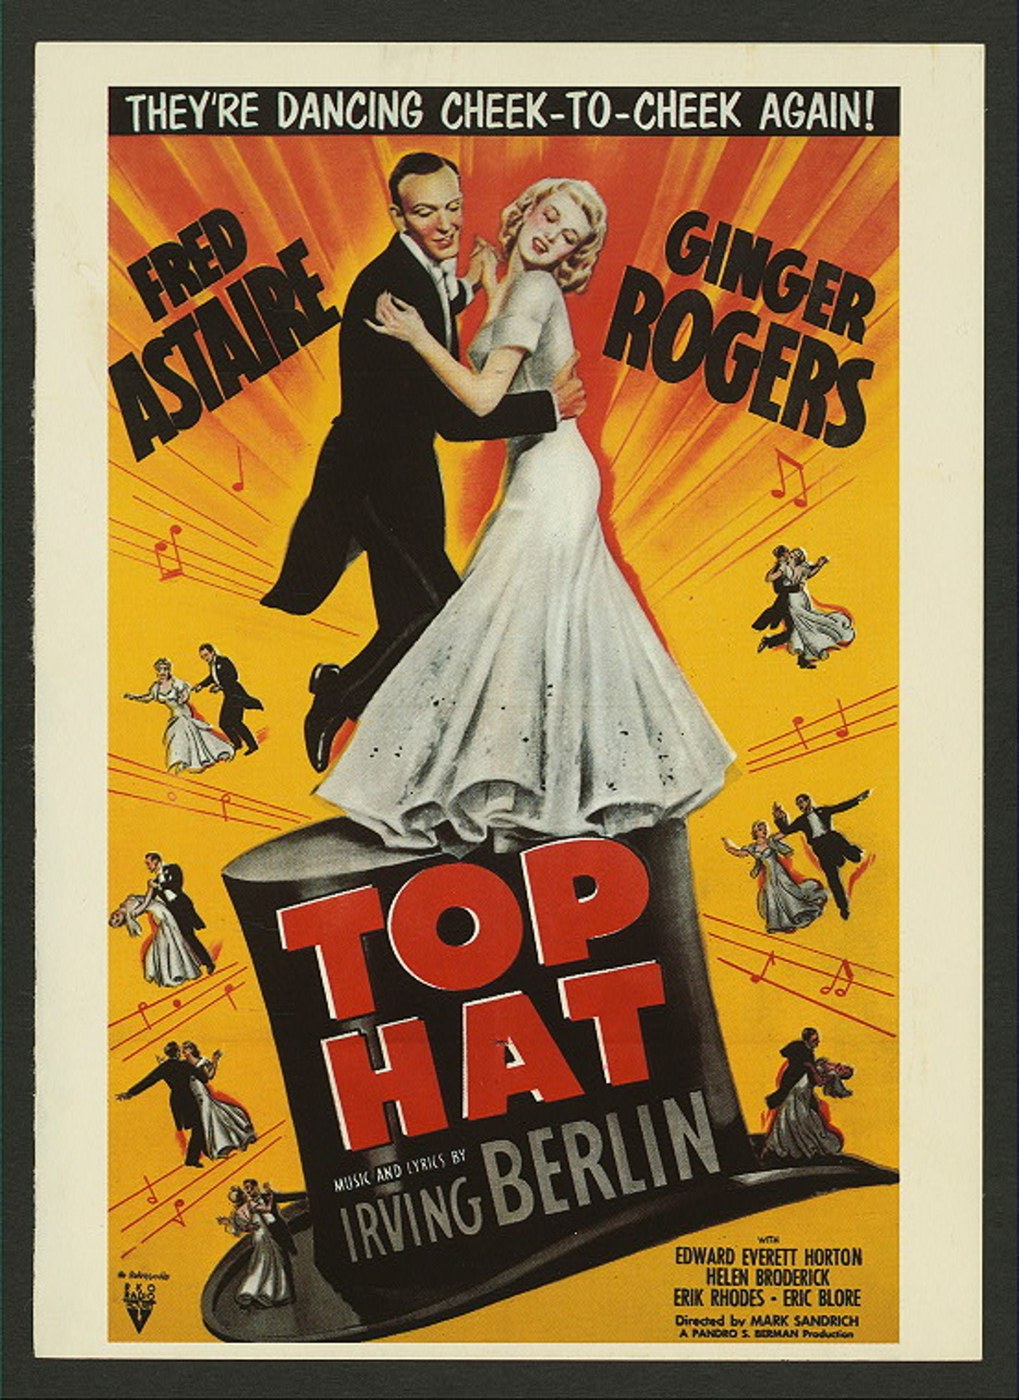 THEY'RE DANCING CHEEK-TO-CHEEK AGAIN!
FRED
ASTAIRE
GINGER
ROGERS
TOP
HAT
MUSIC AND LYRICS BY
IRVING BERLIN
WITH
EDWARD EVERETT HORTON
HELEN BRODERICK
ERIK RHODES - ERIC BLORE
Directed by MARK SANDRICH
A PANDRO S. BERMAN Production
RKO
RADIO